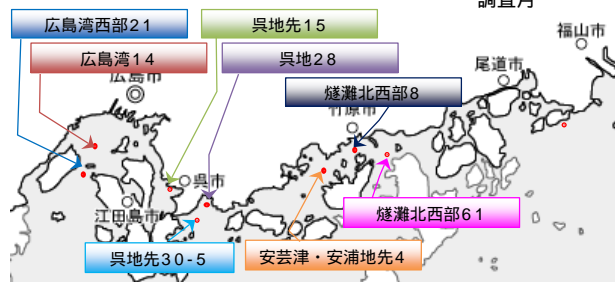 調査月
広島湾西部21
呉地先15
福山市
広島湾14
呉地28
尾道市
広島市
燧灘北西部8
竹原市
呉市
江田島市
燧灘北西部61
呉地先30-5
安芸津・安浦地先4